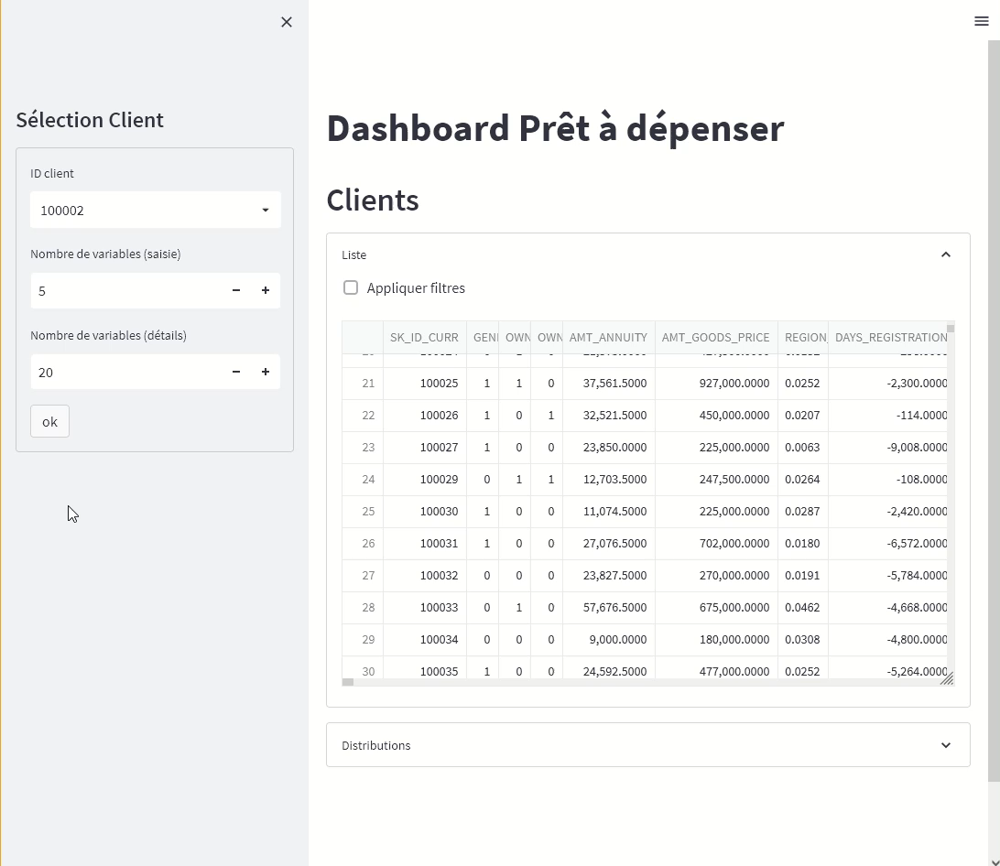 Sélection Client
ID client
100002
Nombre de variables (saisie)
5
Nombre de variables (détails)
20
ok
Dashboard Prêt à dépenser
Clients
Liste
Appliquer filtres
SK_ID_CURR GEN OWN OWN AMT_ANNUITY AMT_GOODS_PRICE REGION_ DAYS_REGISTRATION
21 100025 1 1 0 37,561.5000 927,000.0000 0.0252 -2,300.0000
22 100026 1 0 1 32,521.5000 450,000.0000 0.0207 -114.0000
23 100027 1 0 0 23,850.0000 225,000.0000 0.0063 -9,008.0000
24 100029 0 1 1 12,703.5000 247,500.0000 0.0264 -108.0000
25 100030 1 0 0 11,074.5000 225,000.0000 0.0287 -2,420.0000
26 100031 1 0 0 27,076.5000 702,000.0000 0.0180 -6,572.0000
27 100032 0 0 0 23,827.5000 270,000.0000 0.0191 -5,784.0000
28 100033 0 1 0 57,676.5000 675,000.0000 0.0462 -4,668.0000
29 100034 0 0 0 9,000.0000 180,000.0000 0.0308 -4,800.0000
30 100035 1 0 0 24,592.5000 477,000.0000 0.0252 -5,264.0000
Distributions